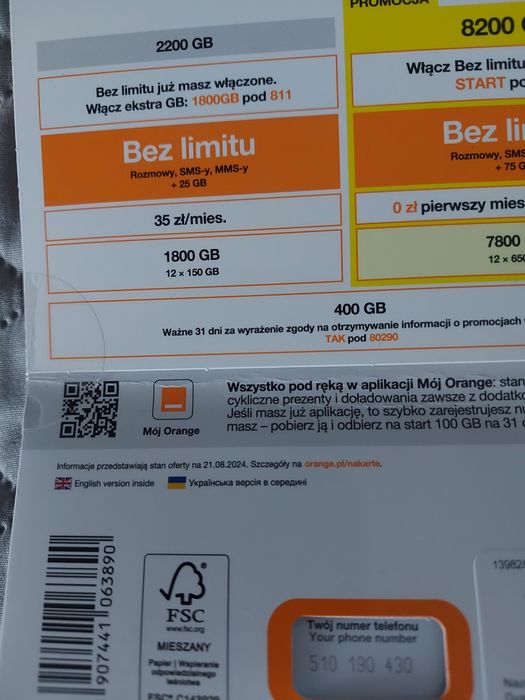 PROMOCJA
2200 GB
8200
Bez limitu już masz włączone.
Włącz ekstra GB: 1800GB pod 811
Włącz Bez limitu
START
Bez limitu
Rozmowy, SMS-y, MMS-y
+ 25 GB
Bez
Rozmowy, SMS
+ 75
35 zł/mies.
0 zł pierwszy
1800 GB
12 x 150 GB
7800
12 x
400 GB
Ważne 31 dni za wyrażenie zgody na otrzymywanie informacji o promocjach
TAK pod 80290
Mój Orange
Wszystko pod ręką w aplikacji Mój Orange:
cykliczne prezenty i doładowania zawsze z
Jeśli masz już aplikację, to szybko zarejestrujesz
masz – pobierz ją i odbierz na start 100 GB na 31
Informacje przedstawiają stan oferty na 21.08.2024. Szczegóły na orange.pl/nakarte.
English version inside
Українська версія в середині
907441 063890
FSC
www.fsc.org
MIESZANY
Papier | Wspieranie
odpowiedzialnego
leśnictwa
13982
Twój numer telefonu
Your phone number
510 190 430